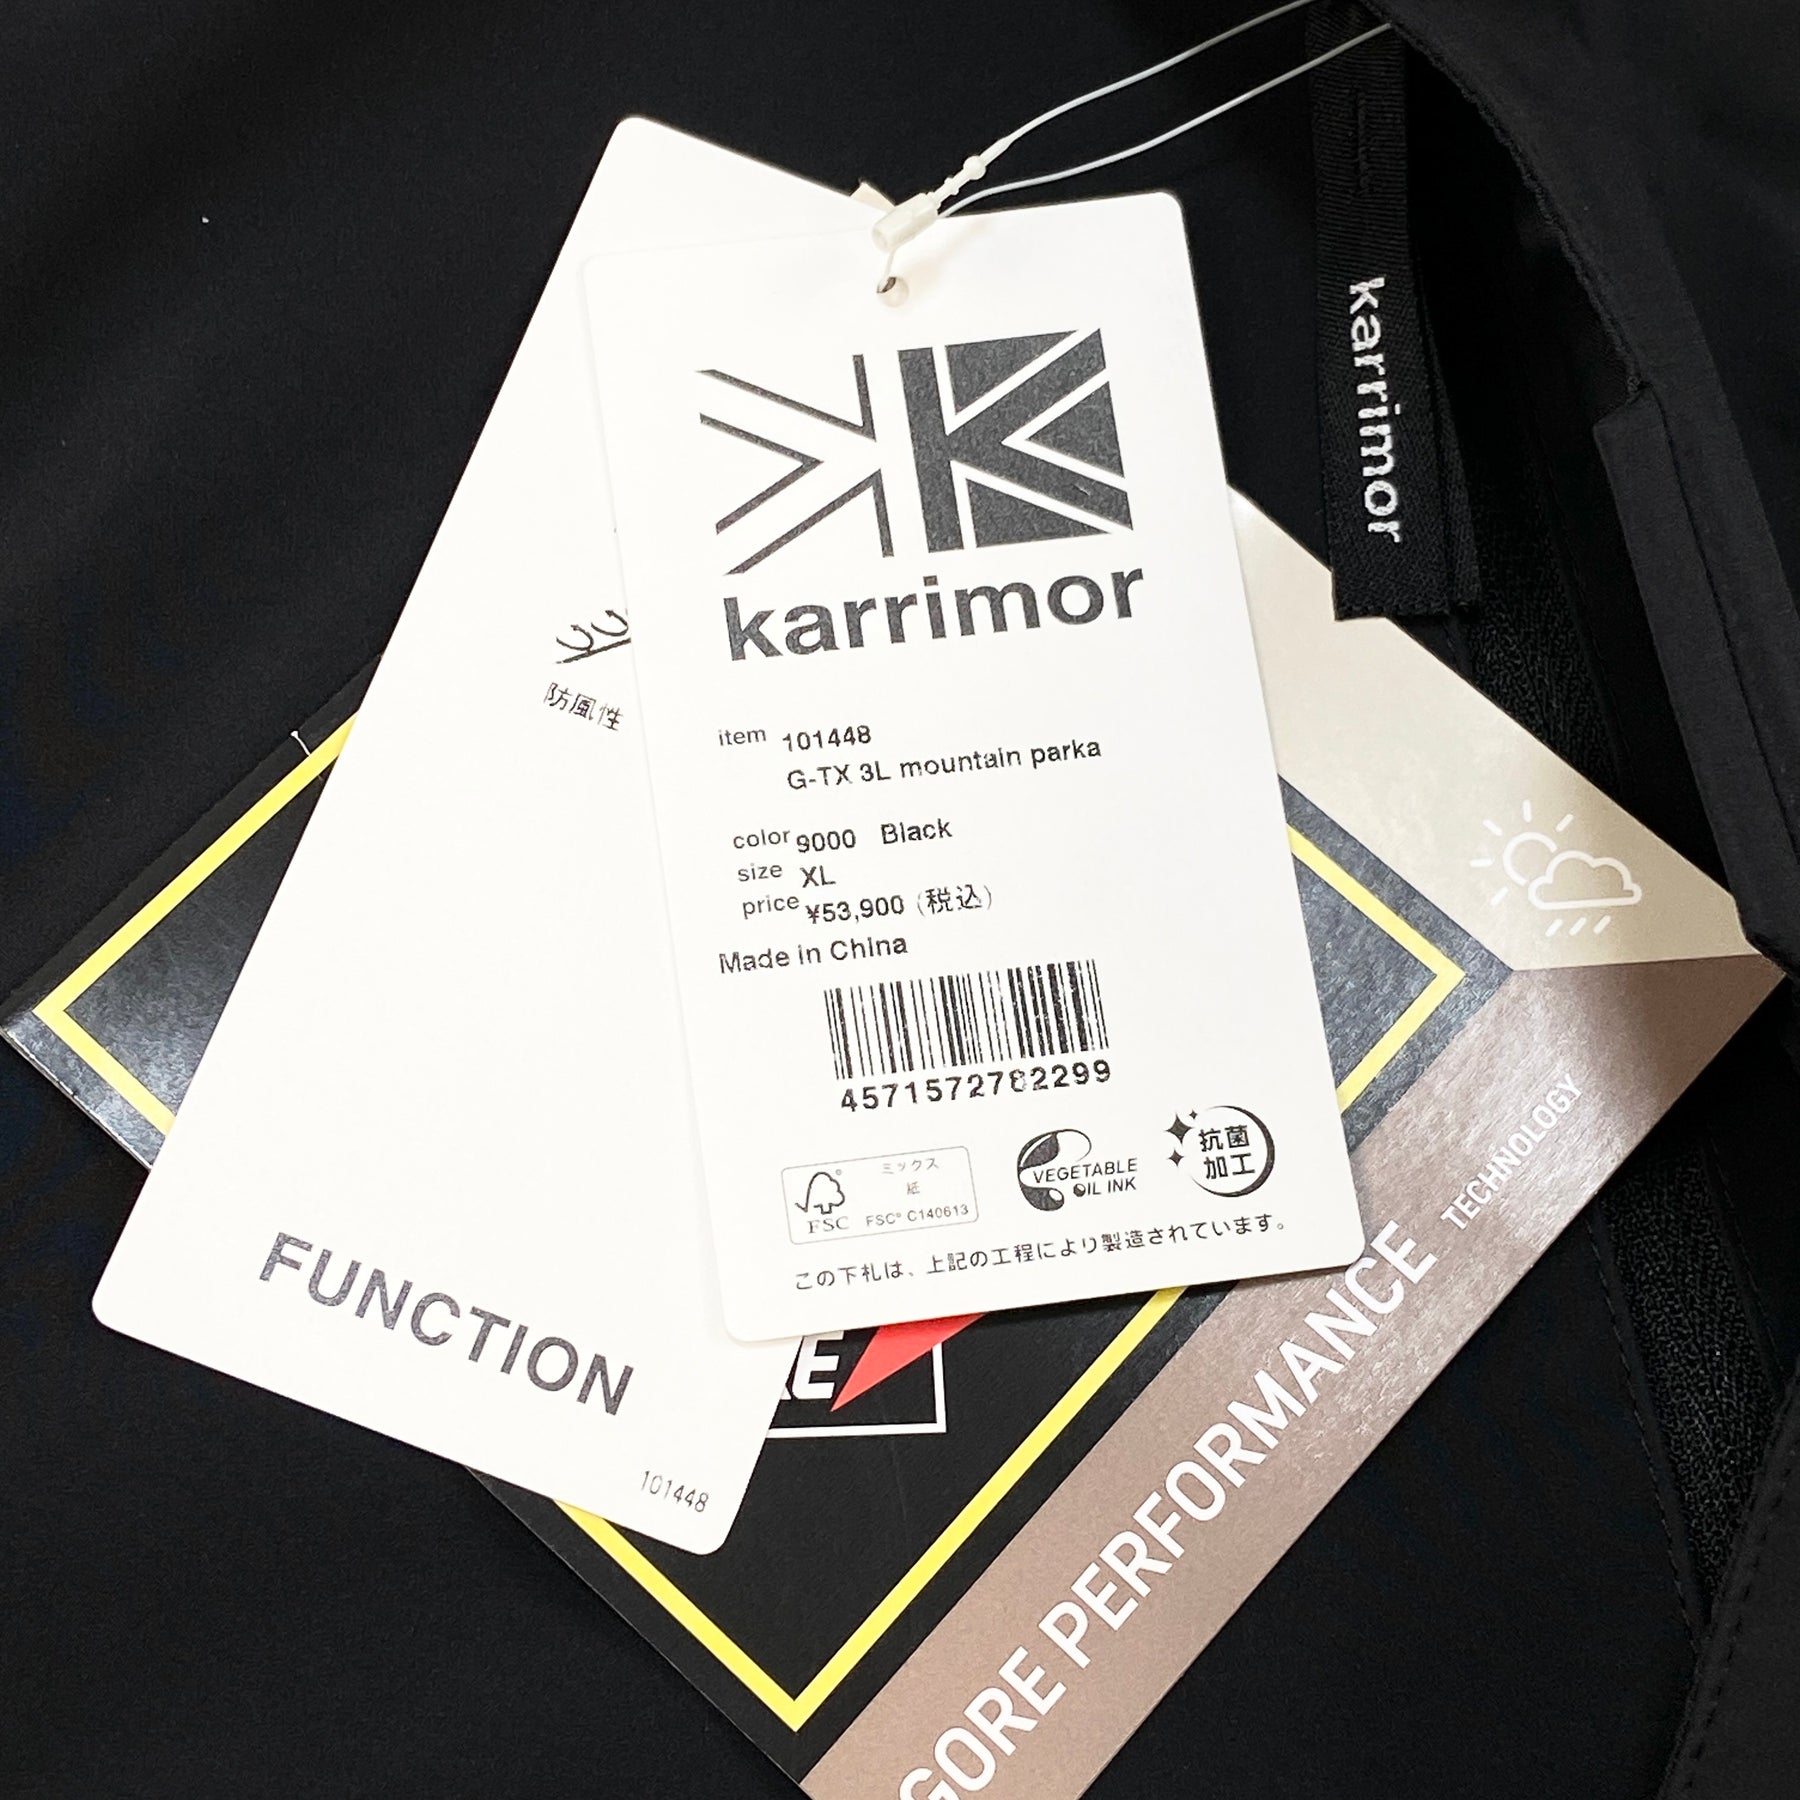 karrimor
karrimor
item 101448
G-TX 3L mountain parka
color 9000 Black
size XL
price ¥53,900 (税込)
Made in China
4571572782299
FSC
ミックス
紙
FSC® C140613
VEGETABLE
OIL INK
抗菌
加工
この下札は、上記の工程により製造されています。
防風性
FUNCTION
101448
GORE PERFORMANCE
TECHNOLOGY